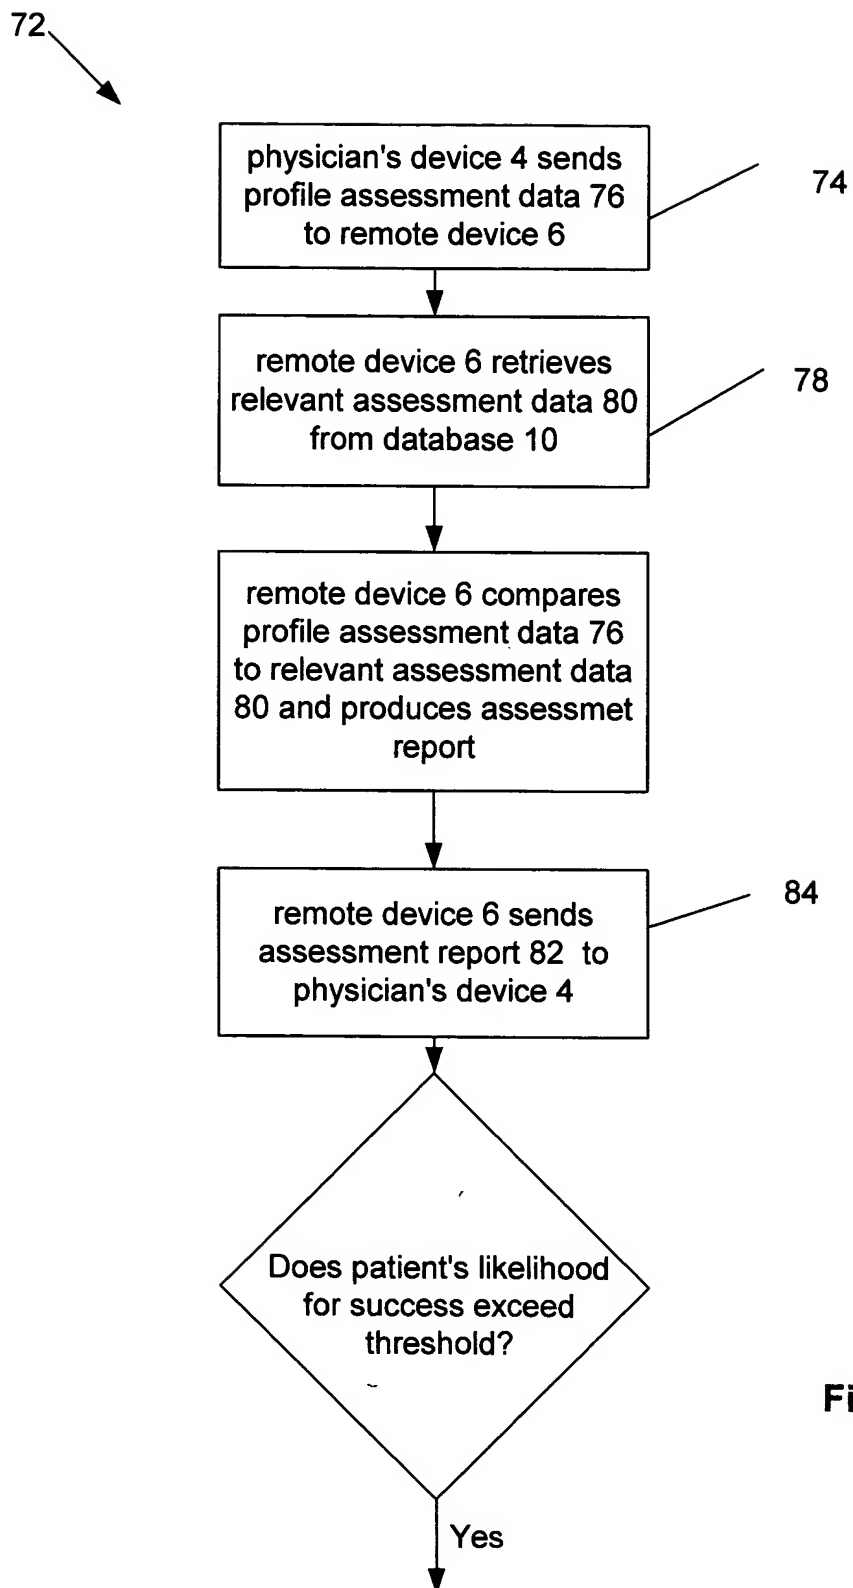 72
physician's device 4 sends
profile assessment data 76
to remote device 6
74
remote device 6 retrieves
relevant assessment data 80
from database 10
78
remote device 6 compares
profile assessment data 76
to relevant assessment data
80 and produces assessmet
report
remote device 6 sends
assessment report 82 to
physician's device 4
84
Does patient's likelihood
for success exceed
threshold?
Fi
Yes